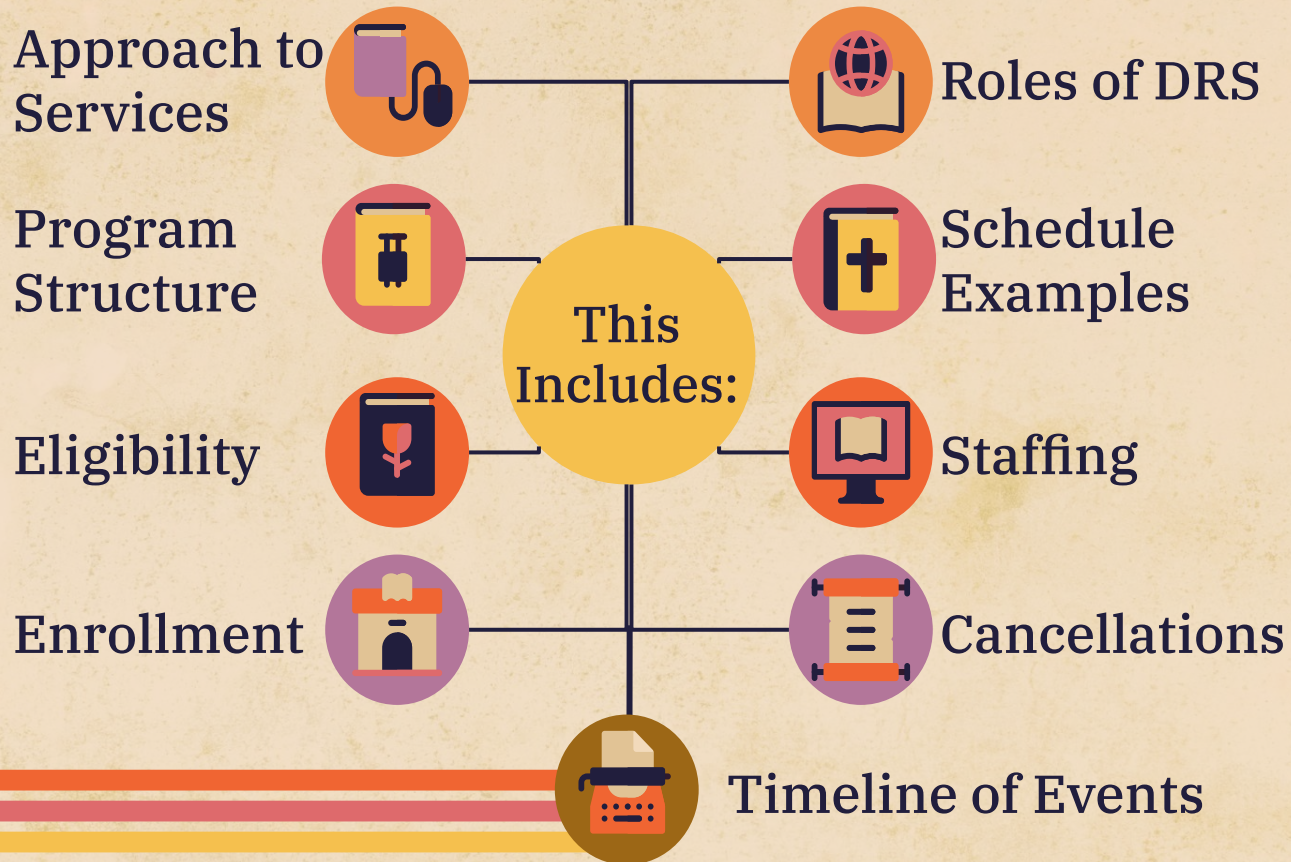 This
Includes:
Approach to
Services
Program
Structure
Eligibility
Enrollment
Roles of DRS
Schedule
Examples
Staffing
Cancellations
Timeline of Events